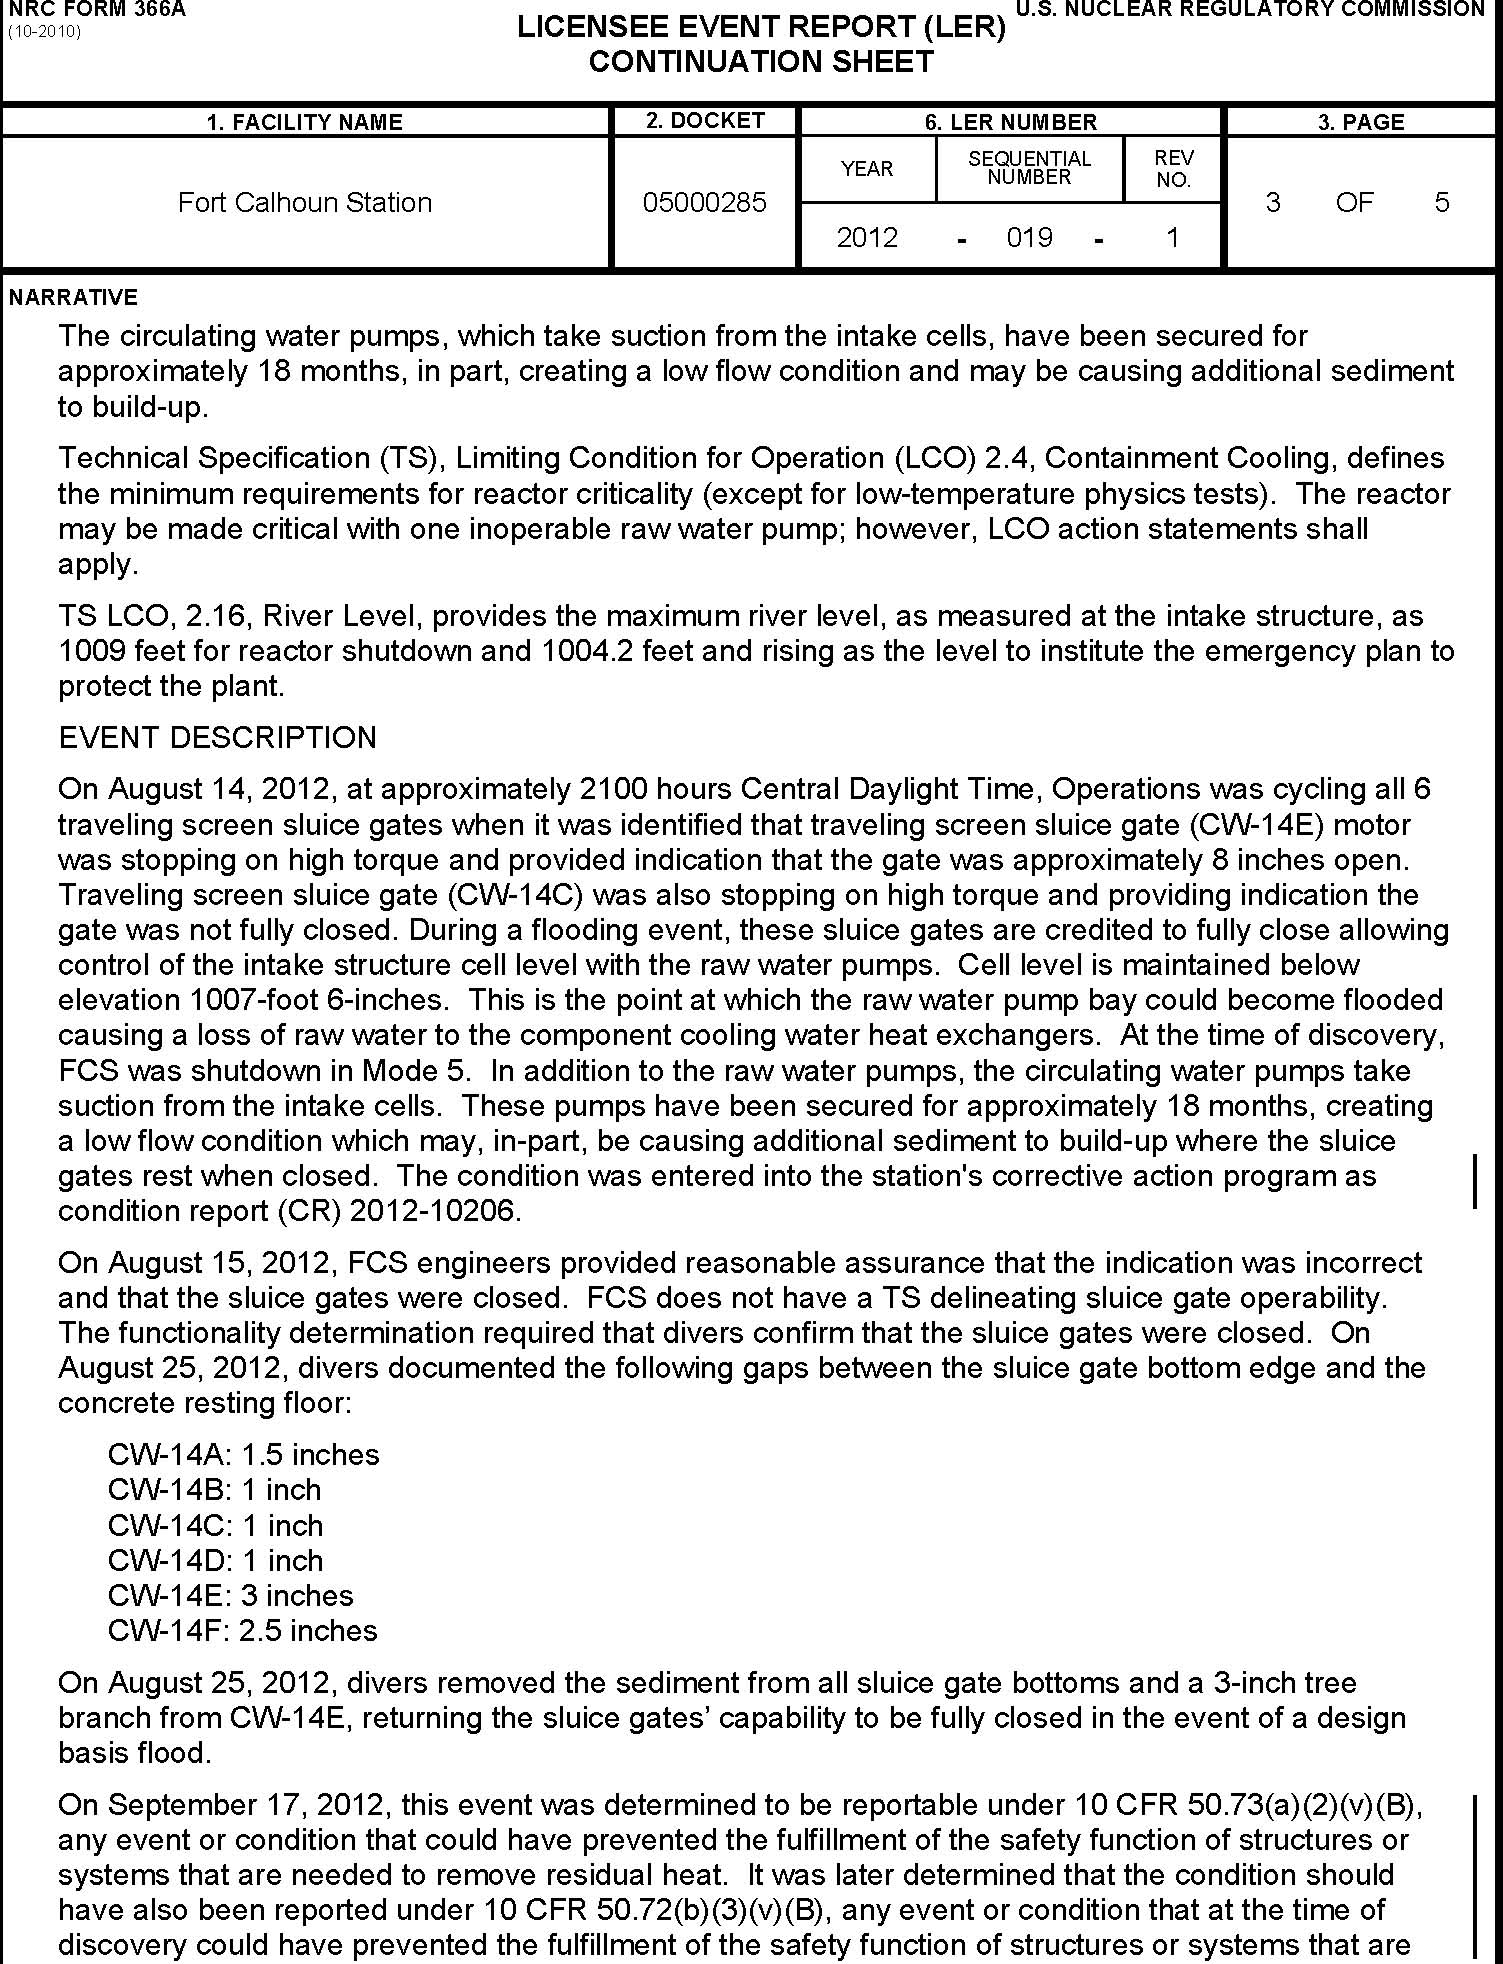 NRC FORM 366A
(10-2010)
U.S. NUCLEAR REGULATORY COMMISSION
LICENSEE EVENT REPORT (LER)
CONTINUATION SHEET
1. FACILITY NAME
2. DOCKET
6. LER NUMBER
3. PAGE
Fort Calhoun Station
05000285
YEAR
SEQUENTIAL
NUMBER
REV
NO.
3 OF 5
2012 - 019 - 1
NARRATIVE
The circulating water pumps, which take suction from the intake cells, have been secured for
approximately 18 months, in part, creating a low flow condition and may be causing additional sediment
to build-up.
Technical Specification (TS), Limiting Condition for Operation (LCO) 2.4, Containment Cooling, defines
the minimum requirements for reactor criticality (except for low-temperature physics tests). The reactor
may be made critical with one inoperable raw water pump; however, LCO action statements shall
apply.
TS LCO, 2.16, River Level, provides the maximum river level, as measured at the intake structure, as
1009 feet for reactor shutdown and 1004.2 feet and rising as the level to institute the emergency plan to
protect the plant.
EVENT DESCRIPTION
On August 14, 2012, at approximately 2100 hours Central Daylight Time, Operations was cycling all 6
traveling screen sluice gates when it was identified that traveling screen sluice gate (CW-14E) motor
was stopping on high torque and provided indication that the gate was approximately 8 inches open.
Traveling screen sluice gate (CW-14C) was also stopping on high torque and providing indication the
gate was not fully closed. During a flooding event, these sluice gates are credited to fully close allowing
control of the intake structure cell level with the raw water pumps. Cell level is maintained below
elevation 1007-foot 6-inches. This is the point at which the raw water pump bay could become flooded
causing a loss of raw water to the component cooling water heat exchangers. At the time of discovery,
FCS was shutdown in Mode 5. In addition to the raw water pumps, the circulating water pumps take
suction from the intake cells. These pumps have been secured for approximately 18 months, creating
a low flow condition which may, in-part, be causing additional sediment to build-up where the sluice
gates rest when closed. The condition was entered into the station's corrective action program as
condition report (CR) 2012-10206.
On August 15, 2012, FCS engineers provided reasonable assurance that the indication was incorrect
and that the sluice gates were closed. FCS does not have a TS delineating sluice gate operability.
The functionality determination required that divers confirm that the sluice gates were closed. On
August 25, 2012, divers documented the following gaps between the sluice gate bottom edge and the
concrete resting floor:
CW-14A: 1.5 inches
CW-14B: 1 inch
CW-14C: 1 inch
CW-14D: 1 inch
CW-14E: 3 inches
CW-14F: 2.5 inches
On August 25, 2012, divers removed the sediment from all sluice gate bottoms and a 3-inch tree
branch from CW-14E, returning the sluice gates’ capability to be fully closed in the event of a design
basis flood.
On September 17, 2012, this event was determined to be reportable under 10 CFR 50.73(a)(2)(v)(B),
any event or condition that could have prevented the fulfillment of the safety function of structures or
systems that are needed to remove residual heat. It was later determined that the condition should
have also been reported under 10 CFR 50.72(b)(3)(v)(B), any event or condition that at the time of
discovery could have prevented the fulfillment of the safety function of structures or systems that are